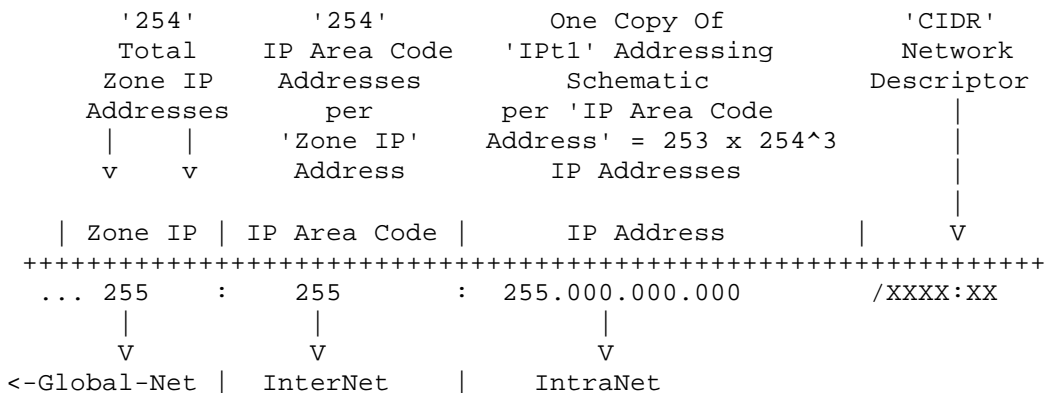 '254' '254' One Copy Of 'CIDR'
Total IP Area Code 'IPt1' Addressing Network
Zone IP Addresses Schematic Descriptor
Addresses per per 'IP Area Code |
| | 'Zone IP' Address' = 253 x 254^3 |
v v Address IP Addresses |
|
| Zone IP | IP Area Code | IP Address | V
+++++++++++++++++++++++++++++++++++++++++++++++++++++++++++++++++
... 255 : 255 : 255.000.000.000 /XXXX:XX
| | |
V V V
<-Global-Net | InterNet | IntraNet